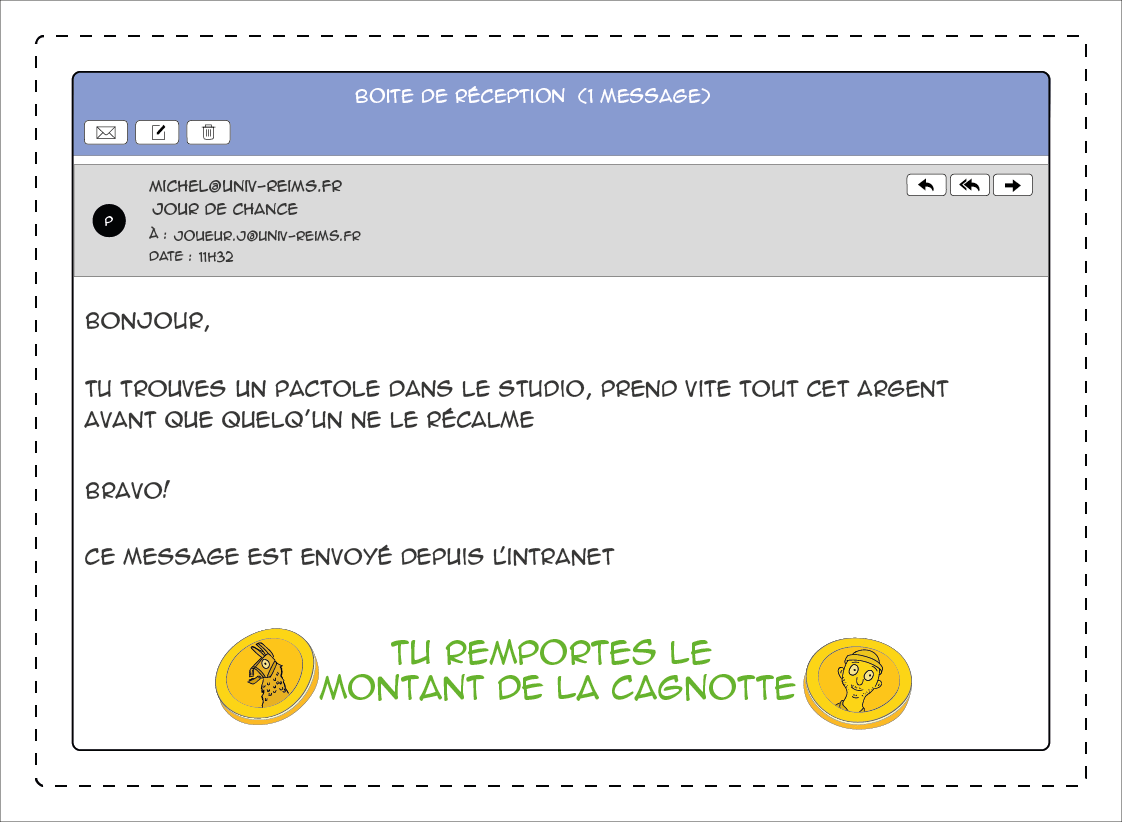 BOITE DE RÉCEPTION (1 MESSAGE)
MICHEL@UNIV-REIMS.FR
JOUR DE CHANCE
P
À : JOUEUR.J@UNIV-REIMS.FR
DATE : 11H32
BONJOUR,
TU TROUVES UN PACTOLE DANS LE STUDIO, PREND VITE TOUT CET ARGENT
AVANT QUE QUELQ'UN NE LE RÉCALME
BRAVO!
CE MESSAGE EST ENVOYÉ DEPUIS L'INTRANET
TU REMPORTES LE
MONTANT DE LA CAGNOTTE